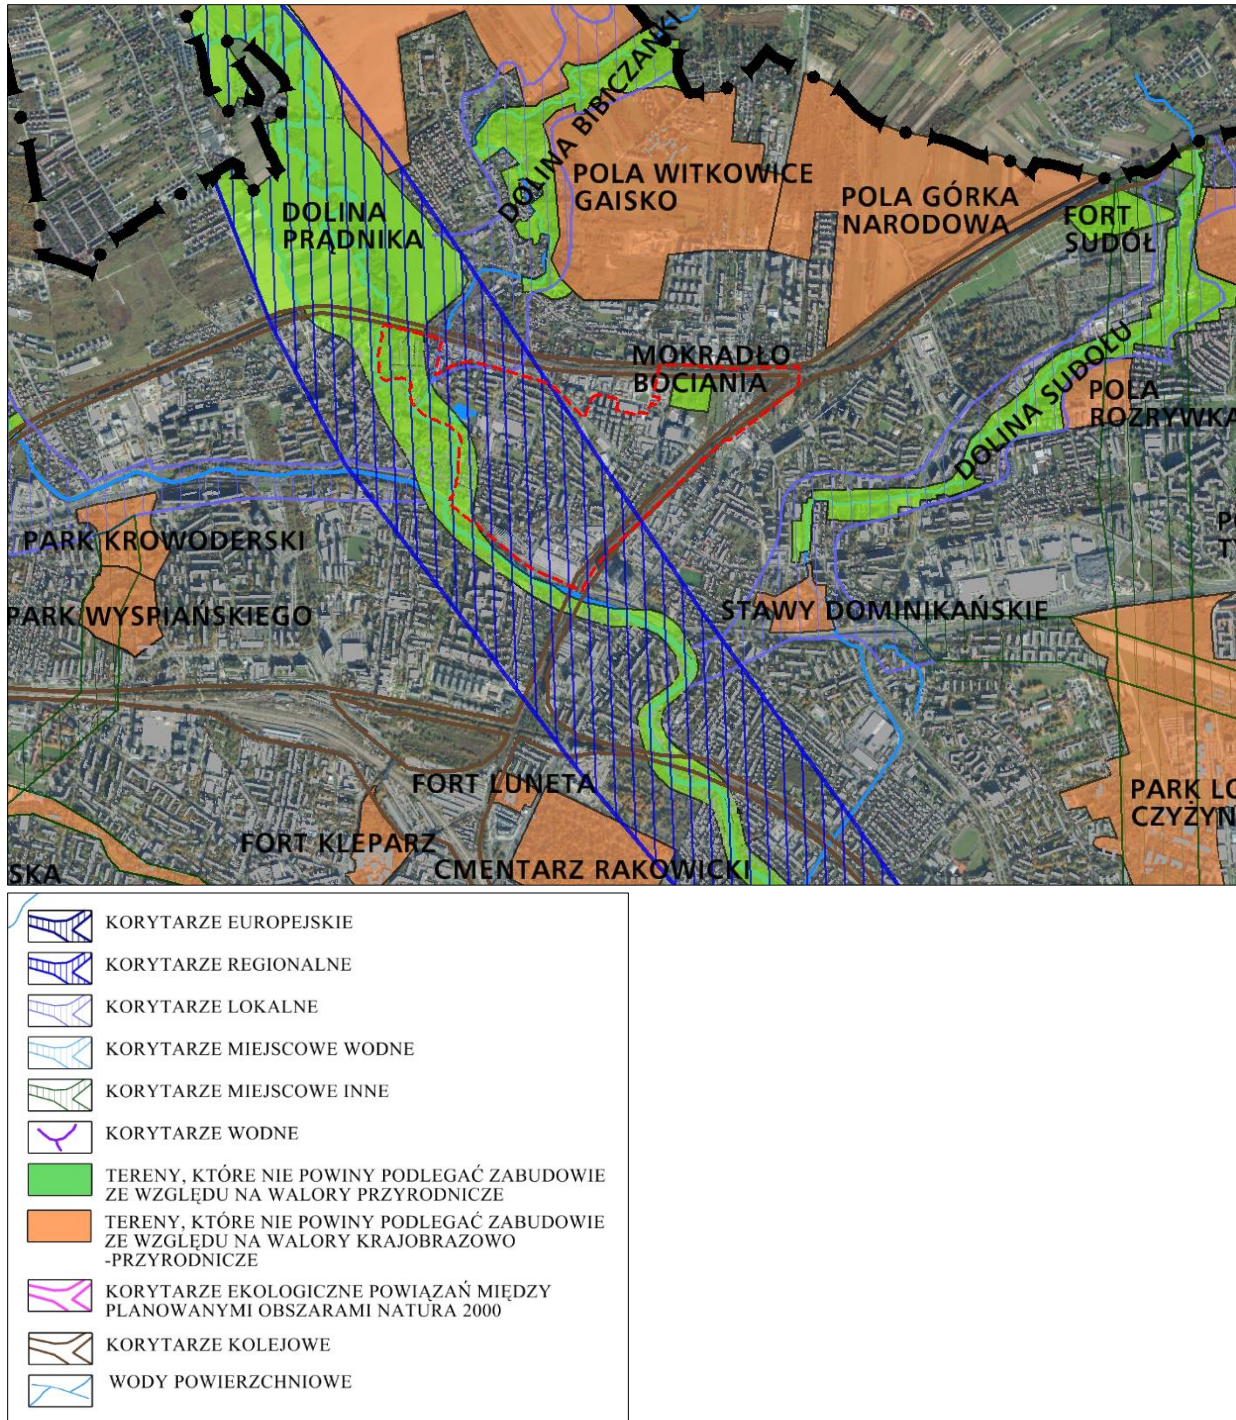 DOLINA BIBICZANKI
POLA WITKOWICE
GAISKO
POLA GÓRKA
NARODOWA
DOLINA
PRĄDNIKA
FORT
SUDÓŁ
MOKRADŁO
BOCIANIA
DOLINA SUDOŁU
POLA
ROZRYWKA
PARK KROWODERSKI
PARK WYSPIAŃSKIEGO
STAWY DOMINIKAŃSKIE
FORT LUNETA
PARK LO
CZYŻYN
FORT KLEPARZ
CMENTARZ RAKOWICKI
SKA
KORYTARZE EUROPEJSKIE
KORYTARZE REGIONALNE
KORYTARZE LOKALNE
KORYTARZE MIEJSCOWE WODNE
KORYTARZE MIEJSCOWE INNE
KORYTARZE WODNE
TERENY, KTÓRE NIE POWINY PODLEGAĆ ZABUDOWIE
ZE WZGLĘDU NA WALORY PRZYRODNICZE
TERENY, KTÓRE NIE POWINY PODLEGAĆ ZABUDOWIE
ZE WZGLĘDU NA WALORY KRAJOBRAZOWO
-PRZYRODNICZE
KORYTARZE EKOLOGICZNE POWIĄZAŃ MIĘDZY
PLANOWANYMI OBSZARAMI NATURA 2000
KORYTARZE KOLEJOWE
WODY POWIERZCHNIOWE